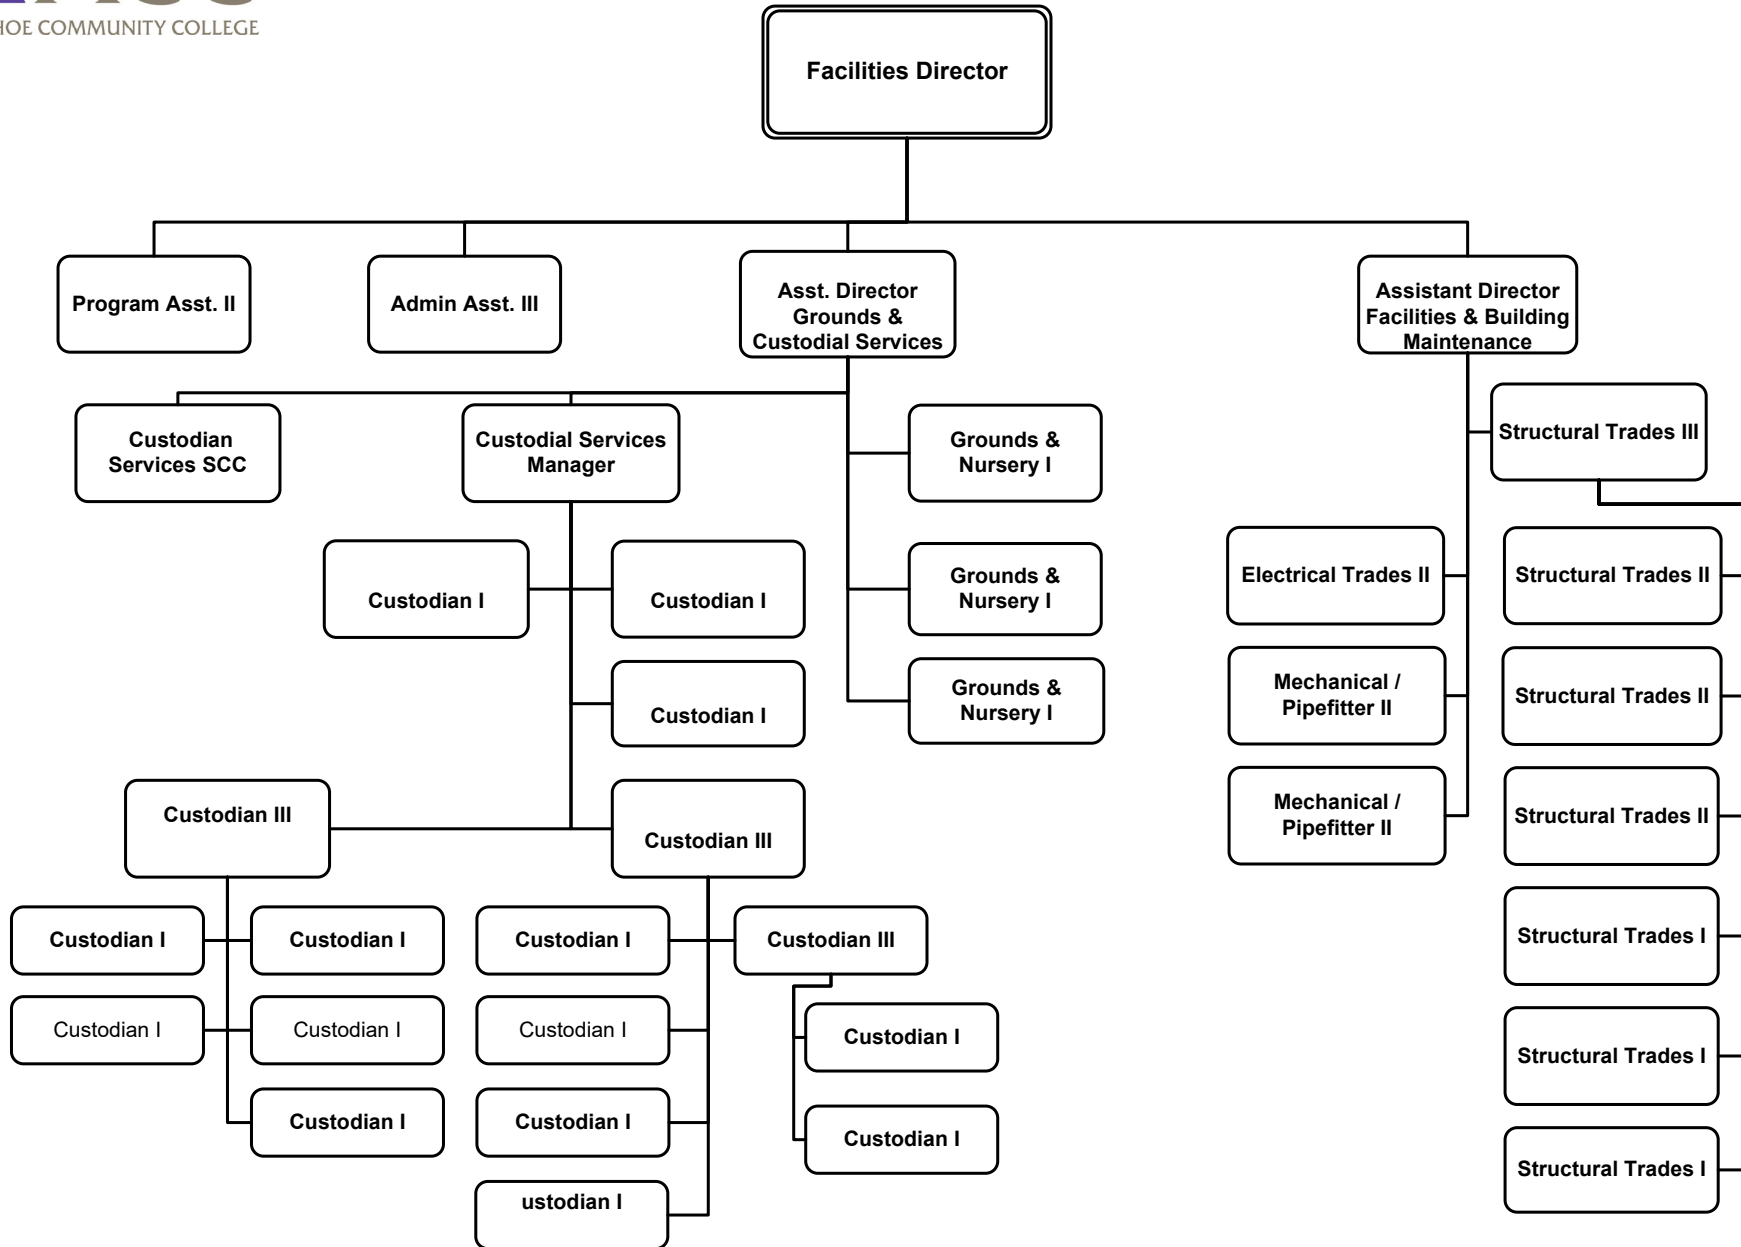 HOE COMMUNITY COLLEGE
Facilities Director
Program Asst. II
Admin Asst. III
Asst. Director
Grounds &
Custodial Services
Assistant Director
Facilities & Building
Maintenance
Custodian
Services SCC
Custodial Services
Manager
Grounds &
Nursery I
Structural Trades III
Custodian I
Custodian I
Grounds &
Nursery I
Electrical Trades II
Structural Trades II
Custodian I
Grounds &
Nursery I
Mechanical /
Pipefitter II
Structural Trades II
Custodian III
Custodian III
Mechanical /
Pipefitter II
Structural Trades II
Custodian I
Custodian I
Custodian I
Custodian III
Structural Trades I
Custodian I
Custodian I
Custodian I
Custodian I
Structural Trades I
Custodian I
Custodian I
Custodian I
Structural Trades I
ustodian I